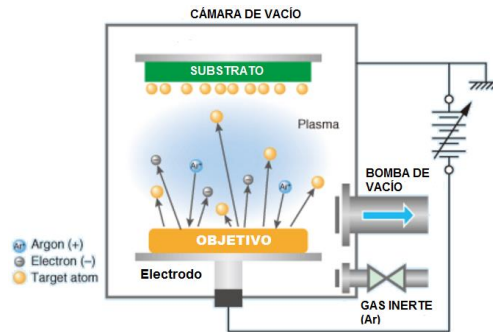 CÁMARA DE VACÍO
SUBSTRATO
Plasma
Ar⁺
Ar⁺
BOMBA DE
VACÍO
OBJETIVO
Electrodo
Ar⁺ Argon (+)
Electron (–)
Target atom
GAS INERTE
(Ar)